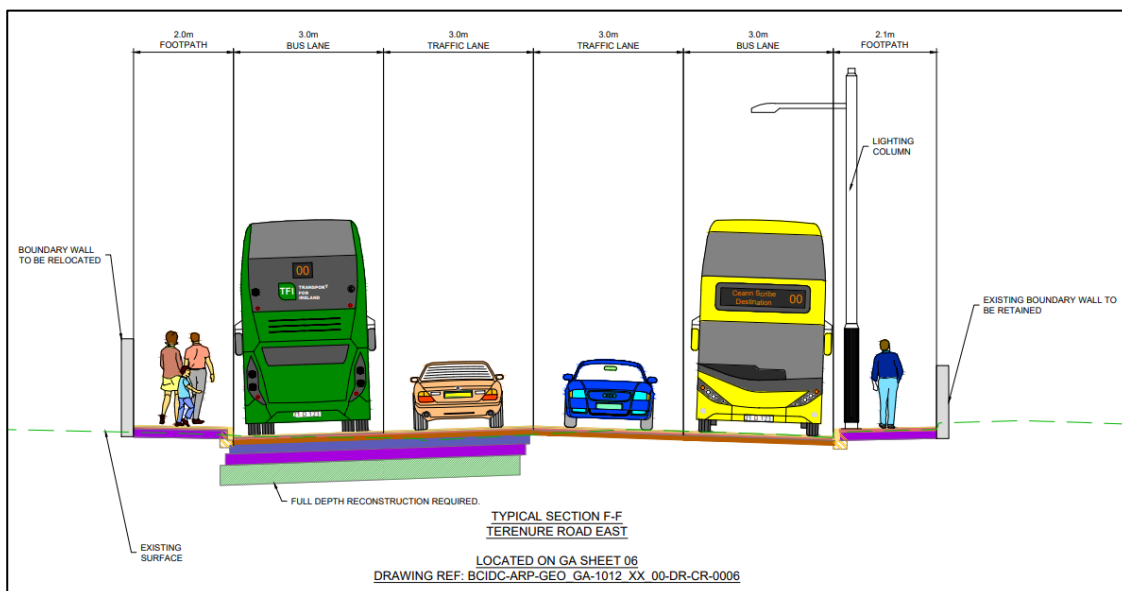 2.0m
FOOTPATH
3.0m
BUS LANE
3.0m
TRAFFIC LANE
3.0m
TRAFFIC LANE
3.0m
BUS LANE
2.1m
FOOTPATH
LIGHTING
COLUMN
BOUNDARY WALL
TO BE RELOCATED
00
TFI
TRANSPORT
FOR
IRELAND
Ceann Scríbe
Destination
00
EXISTING BOUNDARY WALL TO
BE RETAINED
FULL DEPTH RECONSTRUCTION REQUIRED.
EXISTING
SURFACE
TYPICAL SECTION F-F
TERENURE ROAD EAST
LOCATED ON GA SHEET 06
DRAWING REF: BCIDC-ARP-GEO_GA-1012_XX_00-DR-CR-0006